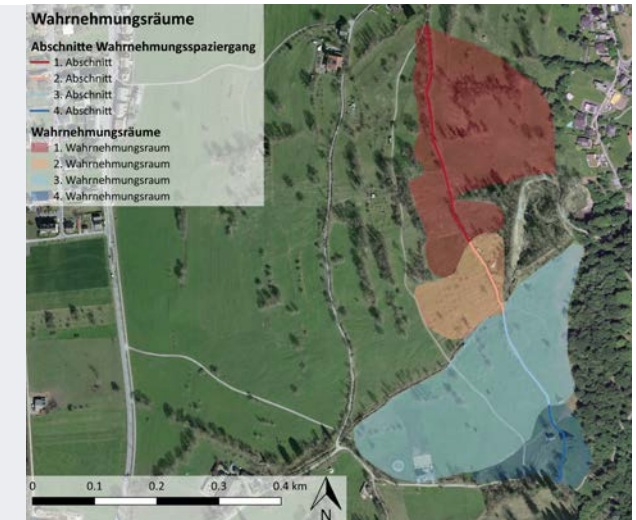 Wahrnehmungsräume
Abschnitte Wahrnehmungsspaziergang
1. Abschnitt
2. Abschnitt
3. Abschnitt
4. Abschnitt
Wahrnehmungsräume
1. Wahrnehmungsraum
2. Wahrnehmungsraum
3. Wahrnehmungsraum
4. Wahrnehmungsraum
0 0.1 0.2 0.3 0.4 km
N